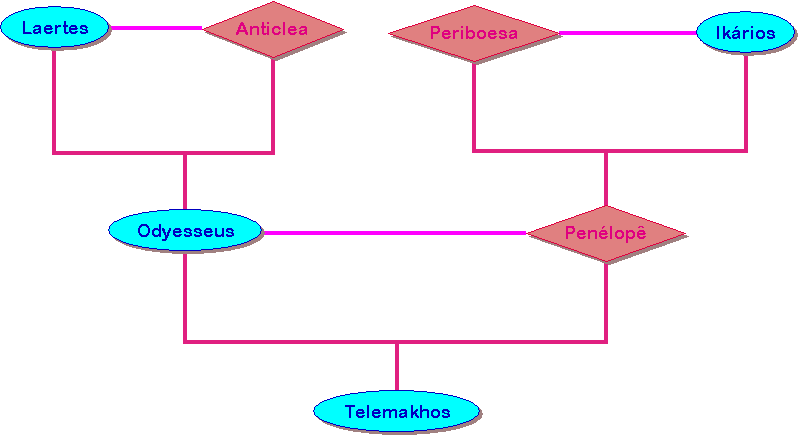 Laertes
Anticlea
Periboesa
Ikários
Odyesseus
Penélopê
Telemakhos